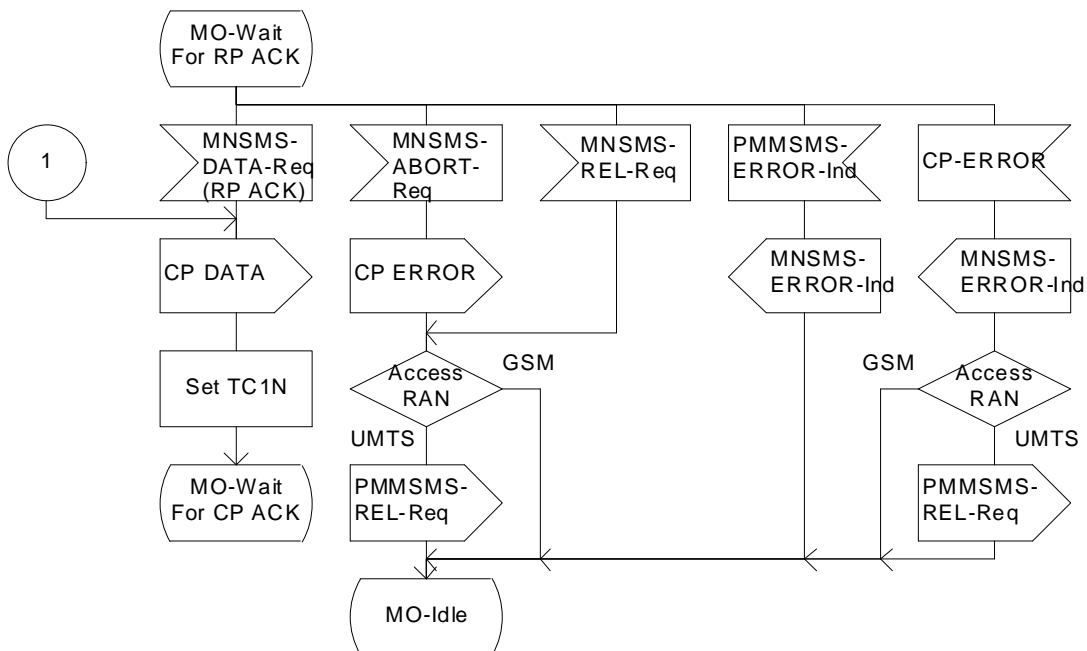 MO-Wait
For RP ACK
1
MNSMS-
DATA-Req
(RP ACK)
MNSMS-
ABORT-
Req
MNSMS-
REL-Req
PMMSMS-
ERROR-Ind
CP-ERROR
CP DATA
CP ERROR
MNSMS-
ERROR-Ind
MNSMS-
ERROR-Ind
Set TC1N
Access
RAN
GSM
UMTS
GSM
Access
RAN
UMTS
MO-Wait
For CP ACK
PMMSMS-
REL-Req
PMMSMS-
REL-Req
MO-Idle